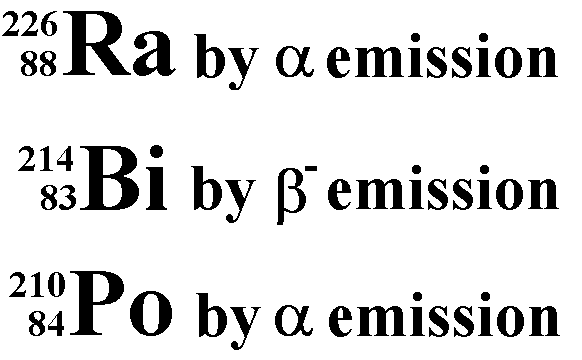 ²²⁶₈₈Ra by α emission
²¹⁴₈₃Bi by β⁻ emission
²¹⁰₈₄Po by α emission